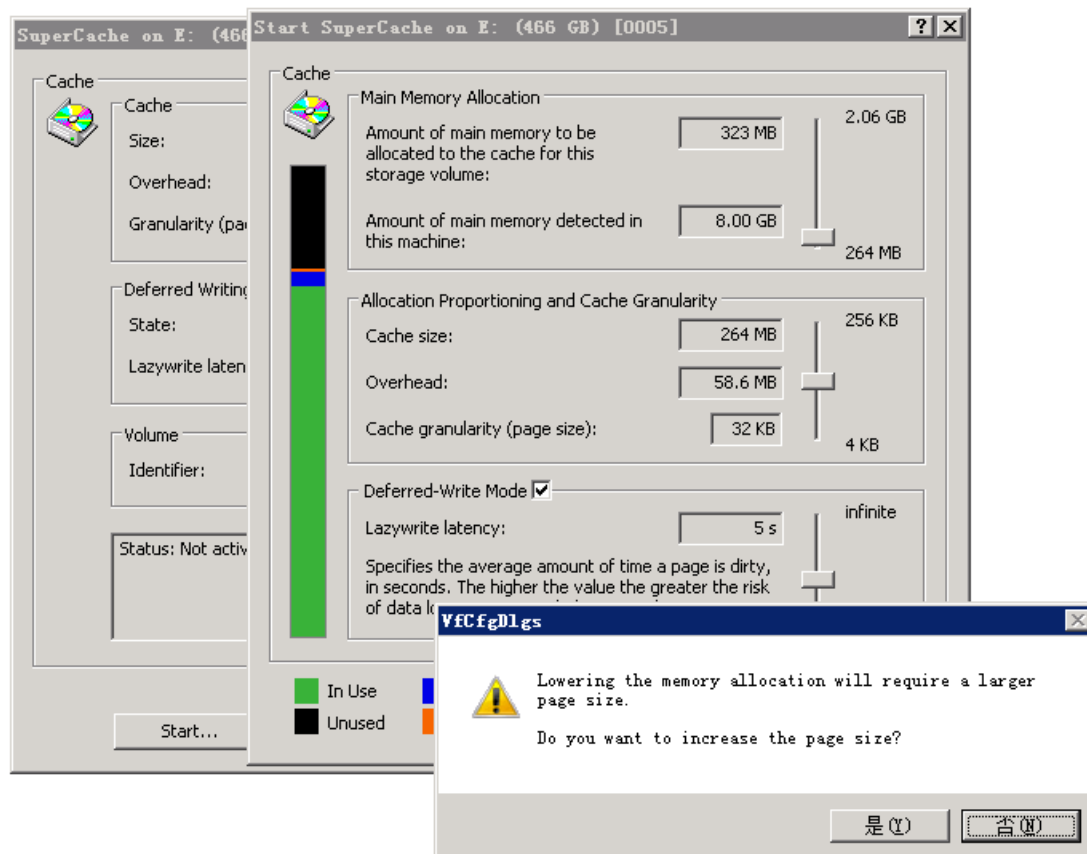 SuperCache on E: (466
Cache
Cache
Size:
Overhead:
Granularity (pa
Deferred Writing
State:
Lazywrite laten
Volume
Identifier:
Status: Not activ
Start...
Start SuperCache on E: (466 GB) [0005]
Cache
Main Memory Allocation
Amount of main memory to be
allocated to the cache for this
storage volume:
323 MB
2.06 GB
Amount of main memory detected in
this machine:
8.00 GB
264 MB
Allocation Proportioning and Cache Granularity
Cache size:
264 MB
256 KB
Overhead:
58.6 MB
Cache granularity (page size):
32 KB
4 KB
Deferred-Write Mode
Lazywrite latency:
5 s
infinite
Specifies the average amount of time a page is dirty,
in seconds. The higher the value the greater the risk
of data lo
In Use
Unused
VfCfgDlgs
Lowering the memory allocation will require a larger
page size.
Do you want to increase the page size?
是(Y)
否(N)